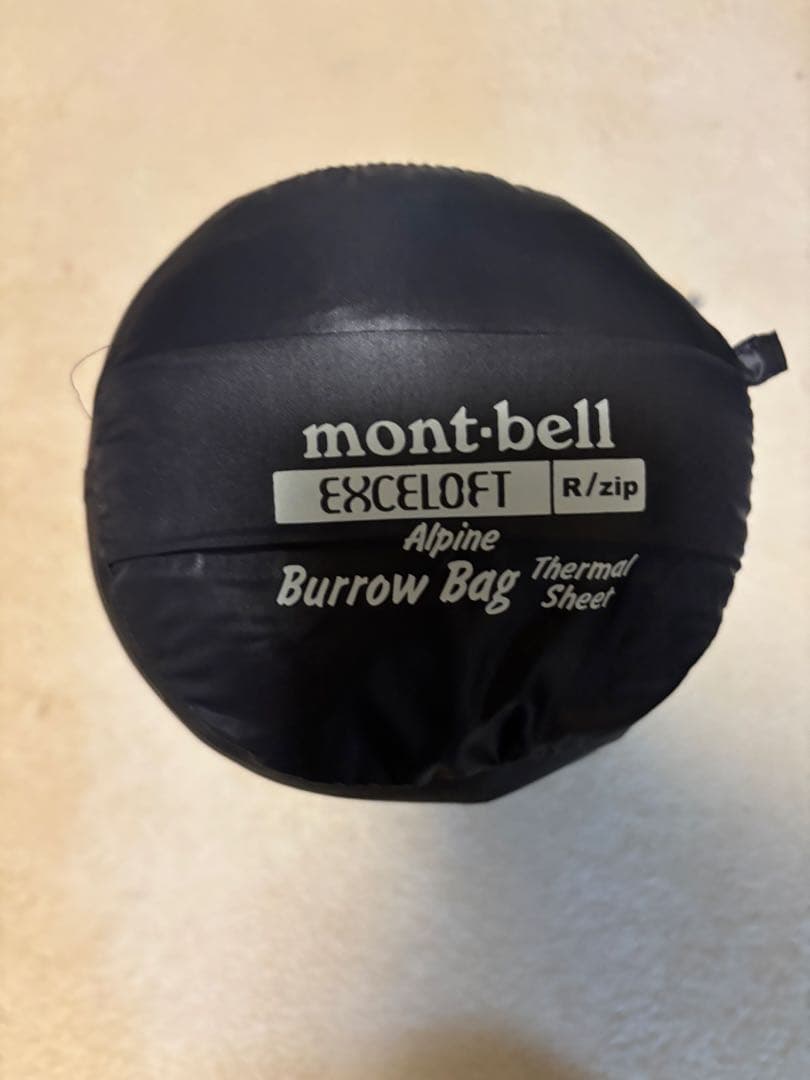 mont·bell
EXCELOFT R/zip
Alpine
Burrow Bag Thermal Sheet